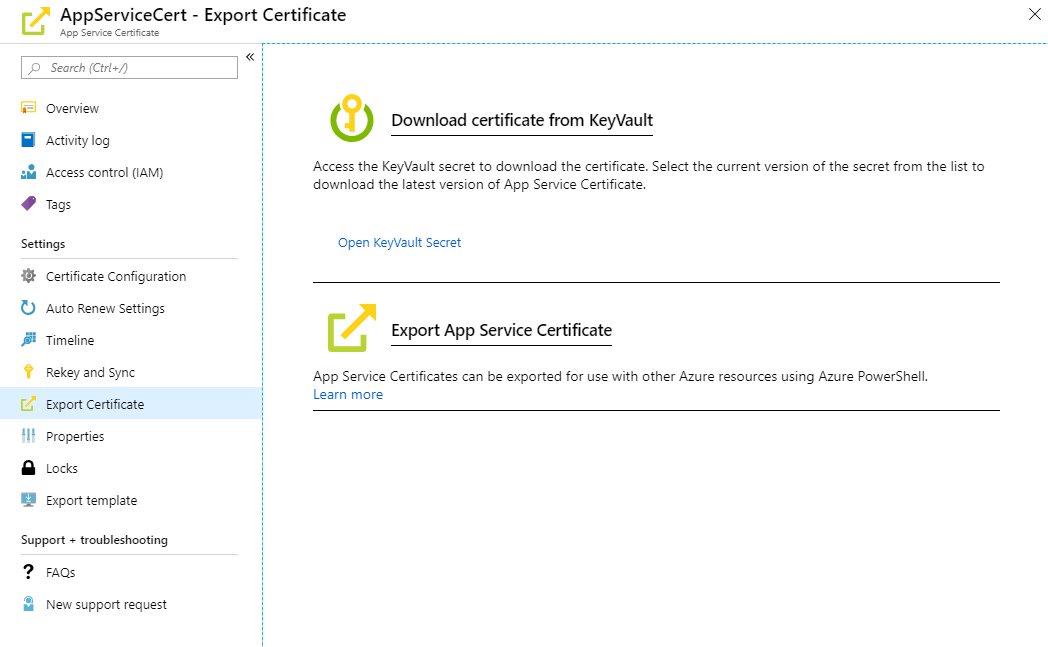 AppServiceCert - Export Certificate
App Service Certificate
Search (Ctrl+/)
«
Overview
Activity log
Access control (IAM)
Tags
Settings
Certificate Configuration
Auto Renew Settings
Timeline
Rekey and Sync
Export Certificate
Properties
Locks
Export template
Support + troubleshooting
FAQs
New support request
Download certificate from KeyVault
Access the KeyVault secret to download the certificate. Select the current version of the secret from the list to
download the latest version of App Service Certificate.
Open KeyVault Secret
Export App Service Certificate
App Service Certificates can be exported for use with other Azure resources using Azure PowerShell.
Learn more